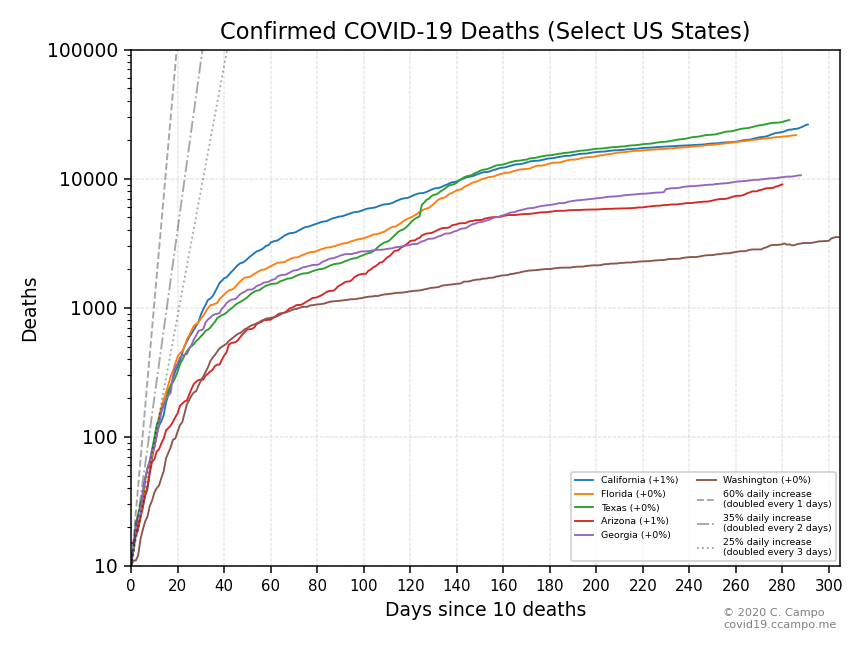 Confirmed COVID-19 Deaths (Select US States)
100000
10000
1000
100
10
Deaths
0 20 40 60 80 100 120 140 160 180 200 220 240 260 280 300
Days since 10 deaths
California (+1%)
Florida (+0%)
Texas (+0%)
Arizona (+1%)
Georgia (+0%)
Washington (+0%)
60% daily increase
(doubled every 1 days)
35% daily increase
(doubled every 2 days)
25% daily increase
(doubled every 3 days)
© 2020 C. Campo
covid19.ccampo.me